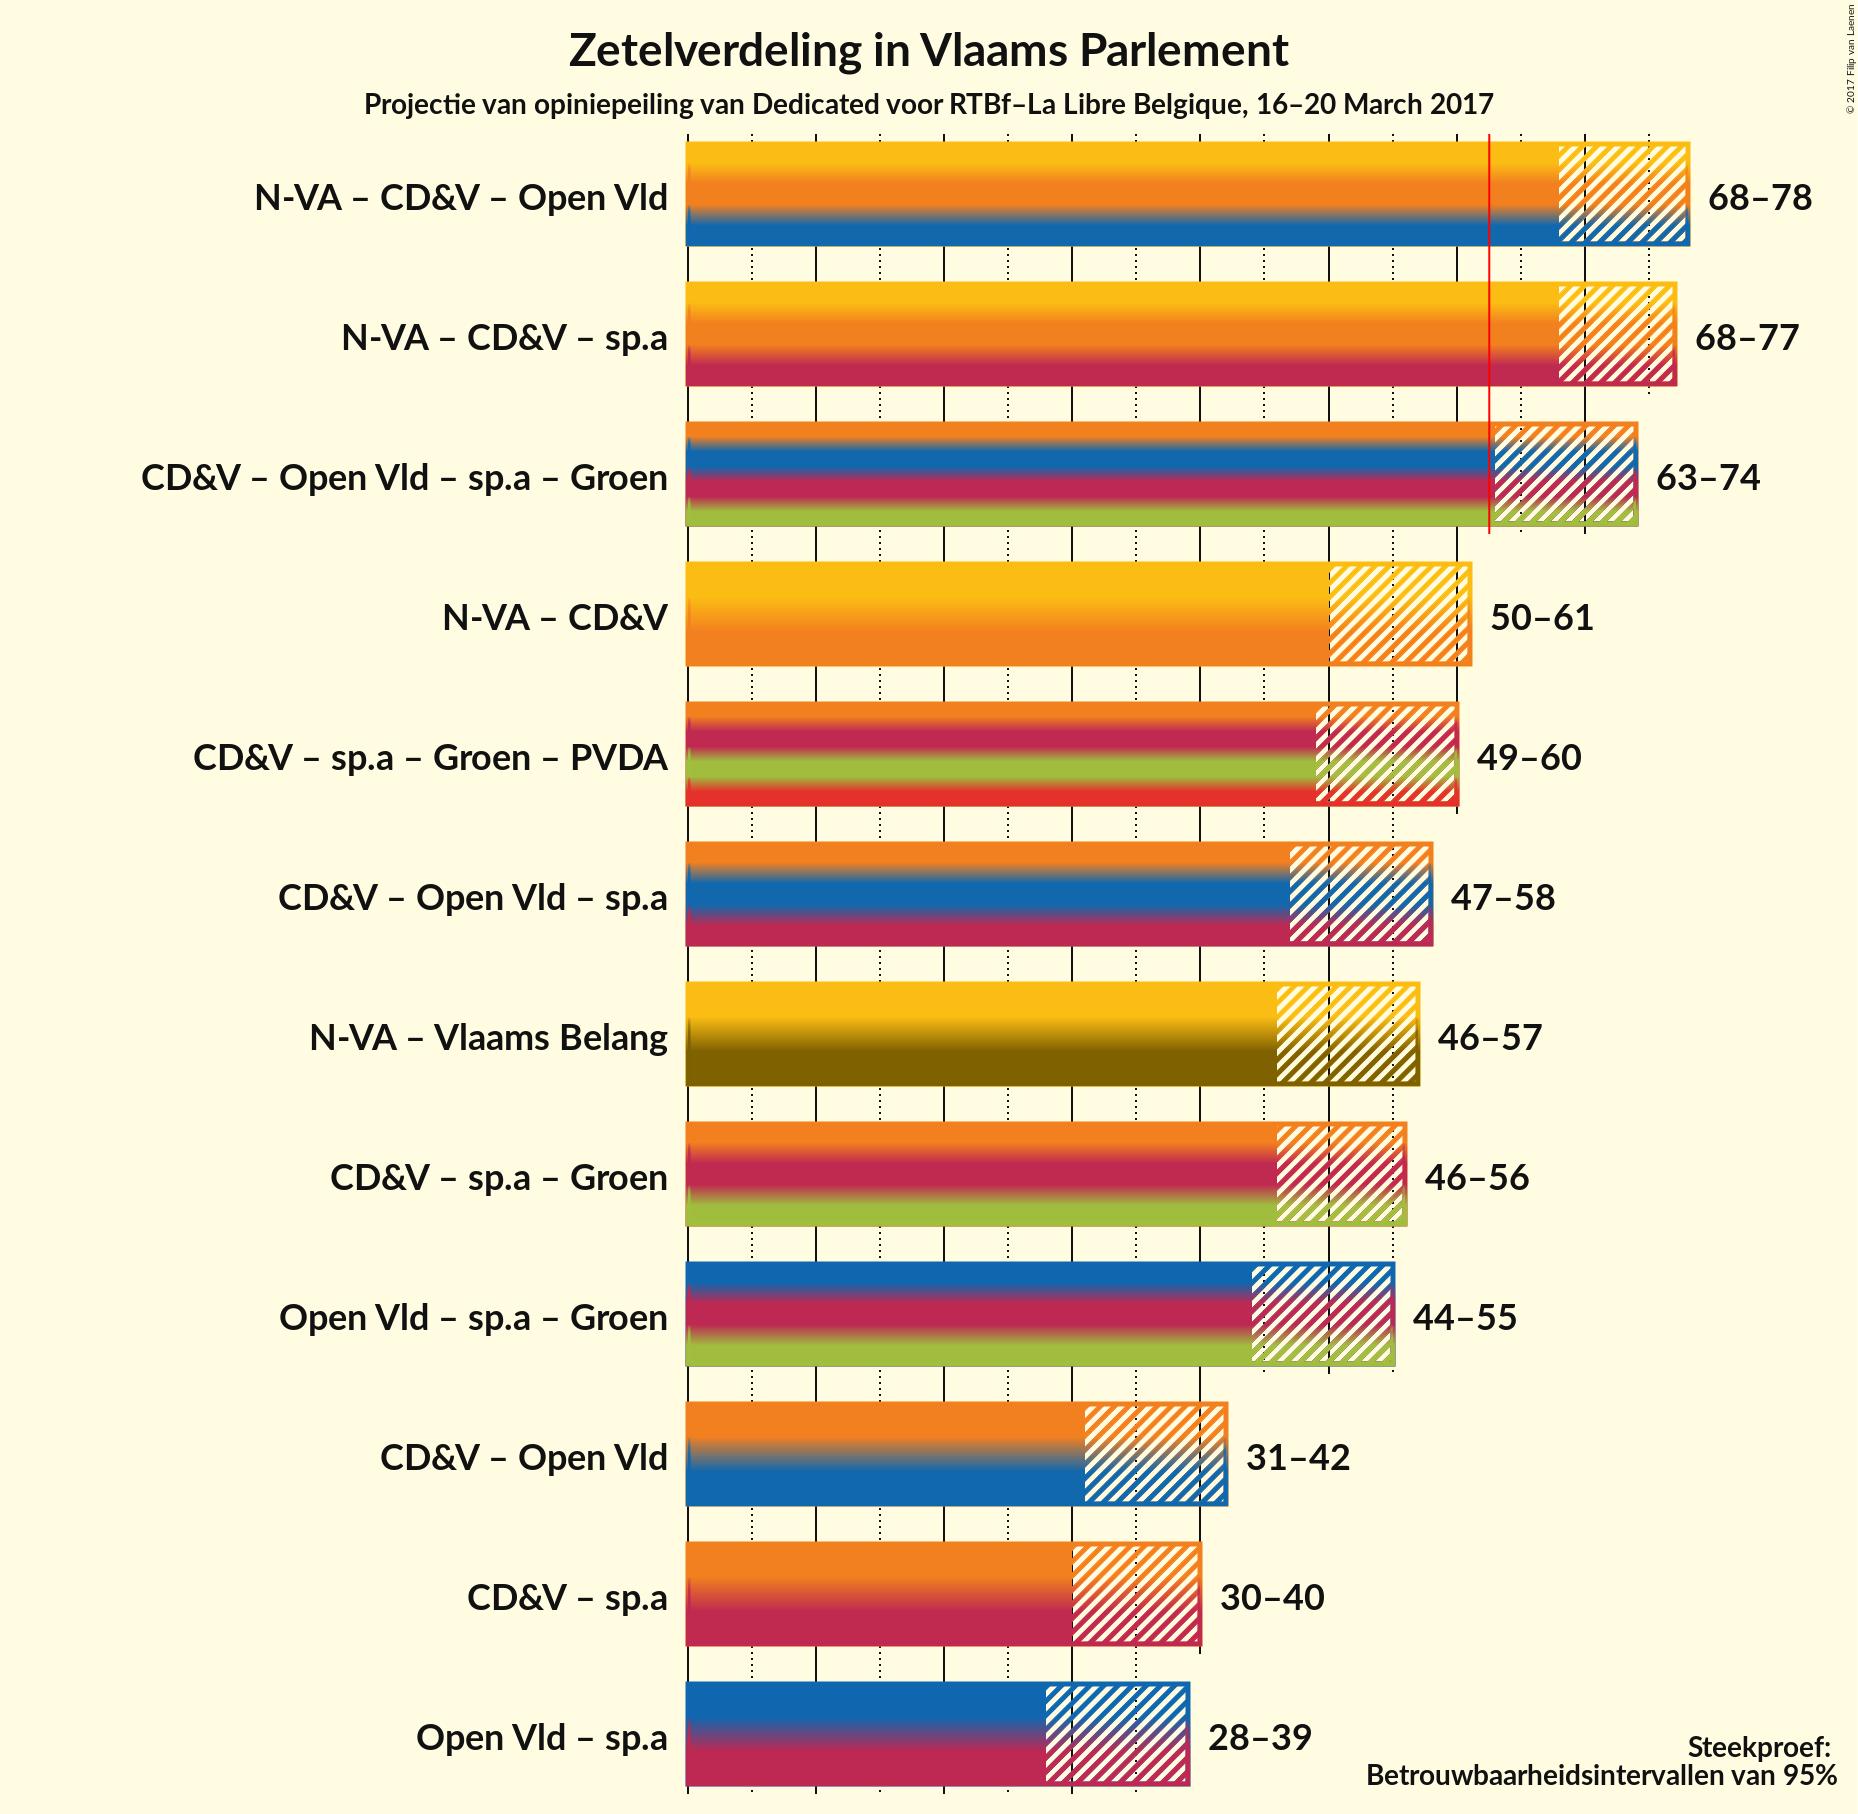 Zetelverdeling in Vlaams Parlement
Projectie van opiniepeiling van Dedicated voor RTBf–La Libre Belgique, 16–20 March 2017
© 2017 Filip van Laenen
N-VA – CD&V – Open Vld 68–78
N-VA – CD&V – sp.a 68–77
CD&V – Open Vld – sp.a – Groen 63–74
N-VA – CD&V 50–61
CD&V – sp.a – Groen – PVDA 49–60
CD&V – Open Vld – sp.a 47–58
N-VA – Vlaams Belang 46–57
CD&V – sp.a – Groen 46–56
Open Vld – sp.a – Groen 44–55
CD&V – Open Vld 31–42
CD&V – sp.a 30–40
Open Vld – sp.a 28–39
Steekproef:
Betrouwbaarheidsintervallen van 95%